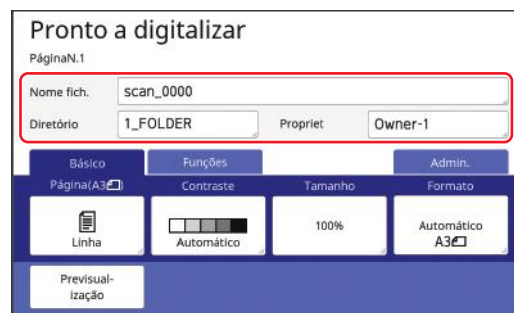 Pronto a digitalizar
PáginaN.1
Nome fich. scan_0000
Diretório 1_FOLDER Propriet Owner-1
Básico Funções Admin.
Página(A3) Contraste Tamanho Formato
Linha Automático 100% Automático
A3
Previsual-
ização